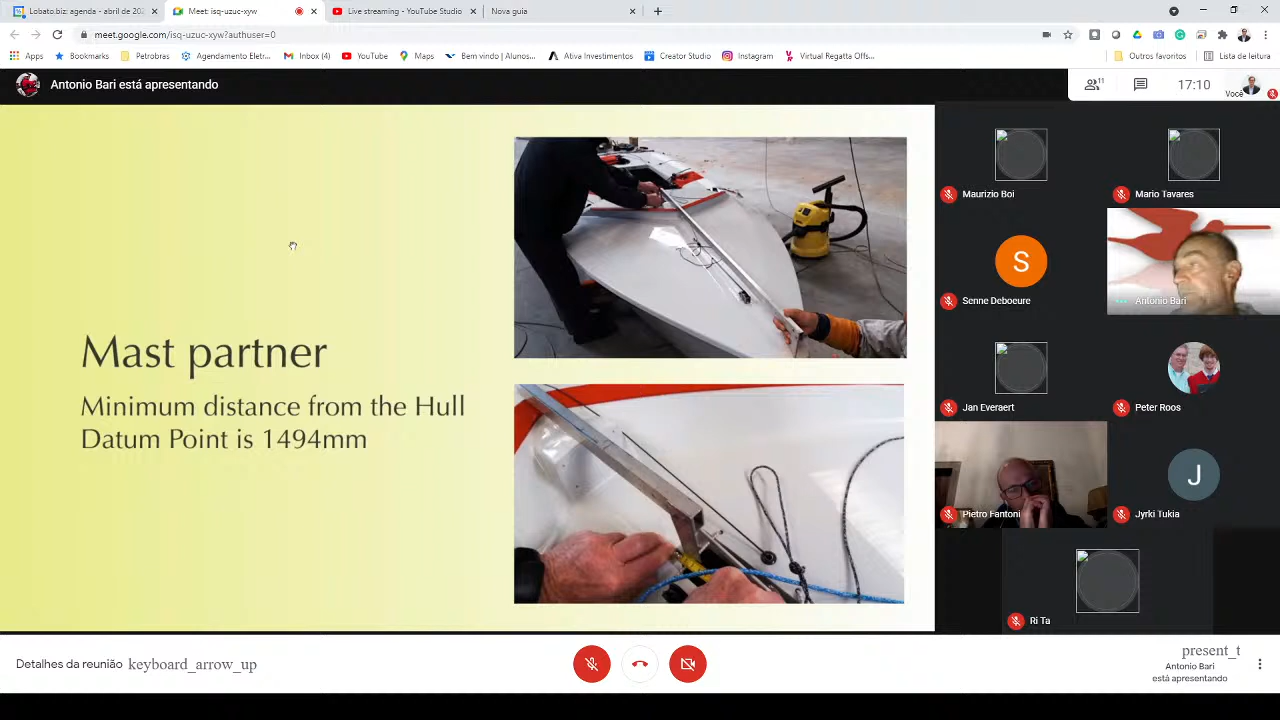 Lobato.biz: agenda - abril de 202
Meet: isq-uzuc-xyw
Live streaming - YouTube Studio
Nova guia
meet.google.com/isq-uzuc-xyw?authuser=0
Apps
Bookmarks
Petrobras
Agendamento Eletr...
Inbox (4)
YouTube
Maps
Bem vindo | Alunos...
Ativa Investimentos
Creator Studio
Instagram
Virtual Regatta Offs...
Outros favoritos
Lista de leitura
Antonio Bari está apresentando
11
17:10
Você
Mast partner
Minimum distance from the Hull
Datum Point is 1494mm
Maurizio Boi
Mario Tavares
S
Senne Deboeure
Antonio Bari
Jan Everaert
Peter Roos
Pietro Fantoni
J
Jyrki Tukia
Ri Ta
Detalhes da reunião keyboard_arrow_up
present_t
Antonio Bari
está apresentando